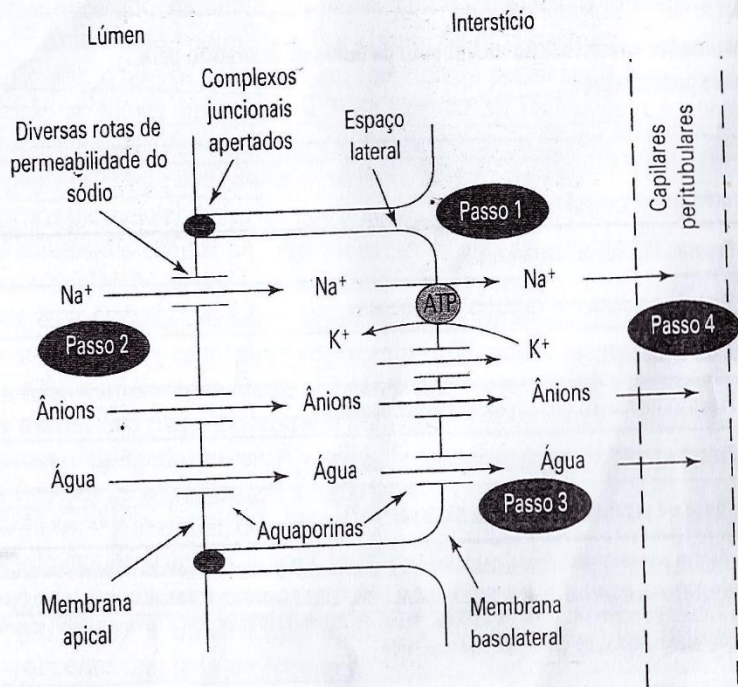 Lúmen
Interstício
Complexos
juncionais
apertados
Diversas rotas de
permeabilidade do
sódio
Espaço
lateral
Capilares
peritubulares
Passo 1
Na⁺
Na⁺
Na⁺
ATP
Passo 2
K⁺
K⁺
Passo 4
Ânions
Ânions
Ânions
Água
Água
Água
Aquaporinas
Passo 3
Membrana
apical
Membrana
basolateral